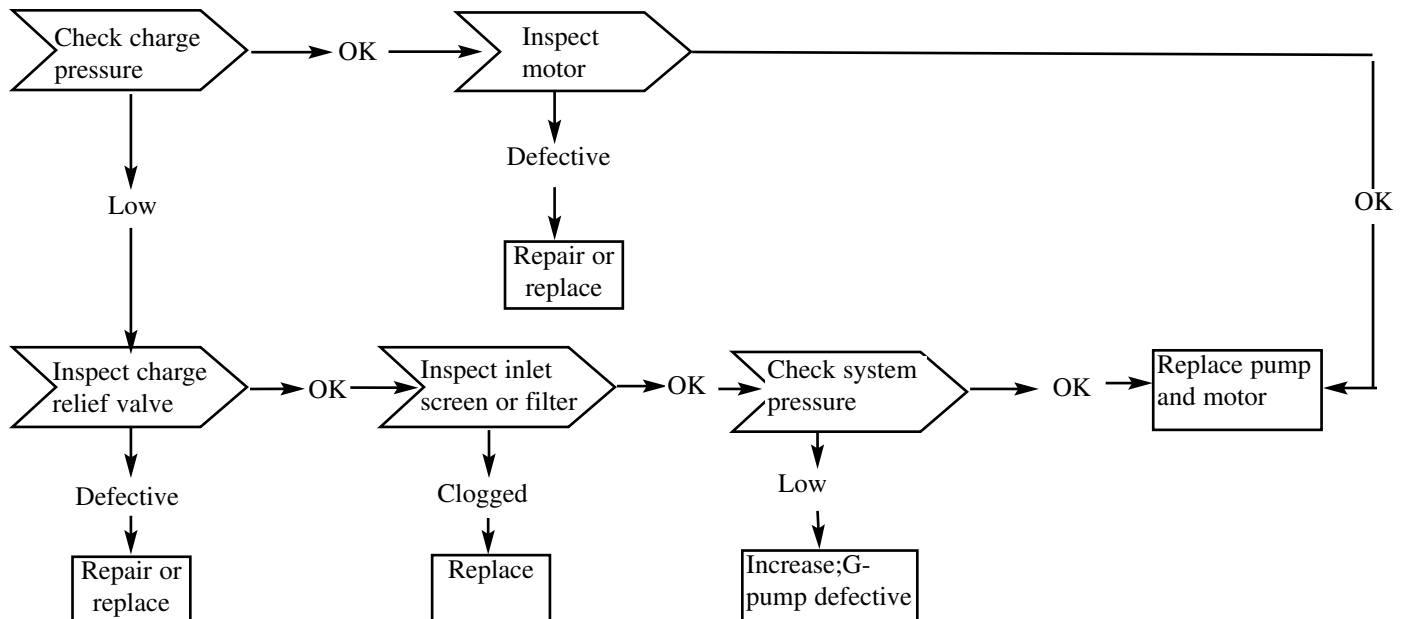 Check charge
pressure
OK
Inspect
motor
Defective
Low
OK
Repair or
replace
Inspect charge
relief valve
OK
Inspect inlet
screen or filter
OK
Check system
pressure
OK
Replace pump
and motor
Defective
Clogged
Low
Repair or
replace
Replace
Increase;G-
pump defective